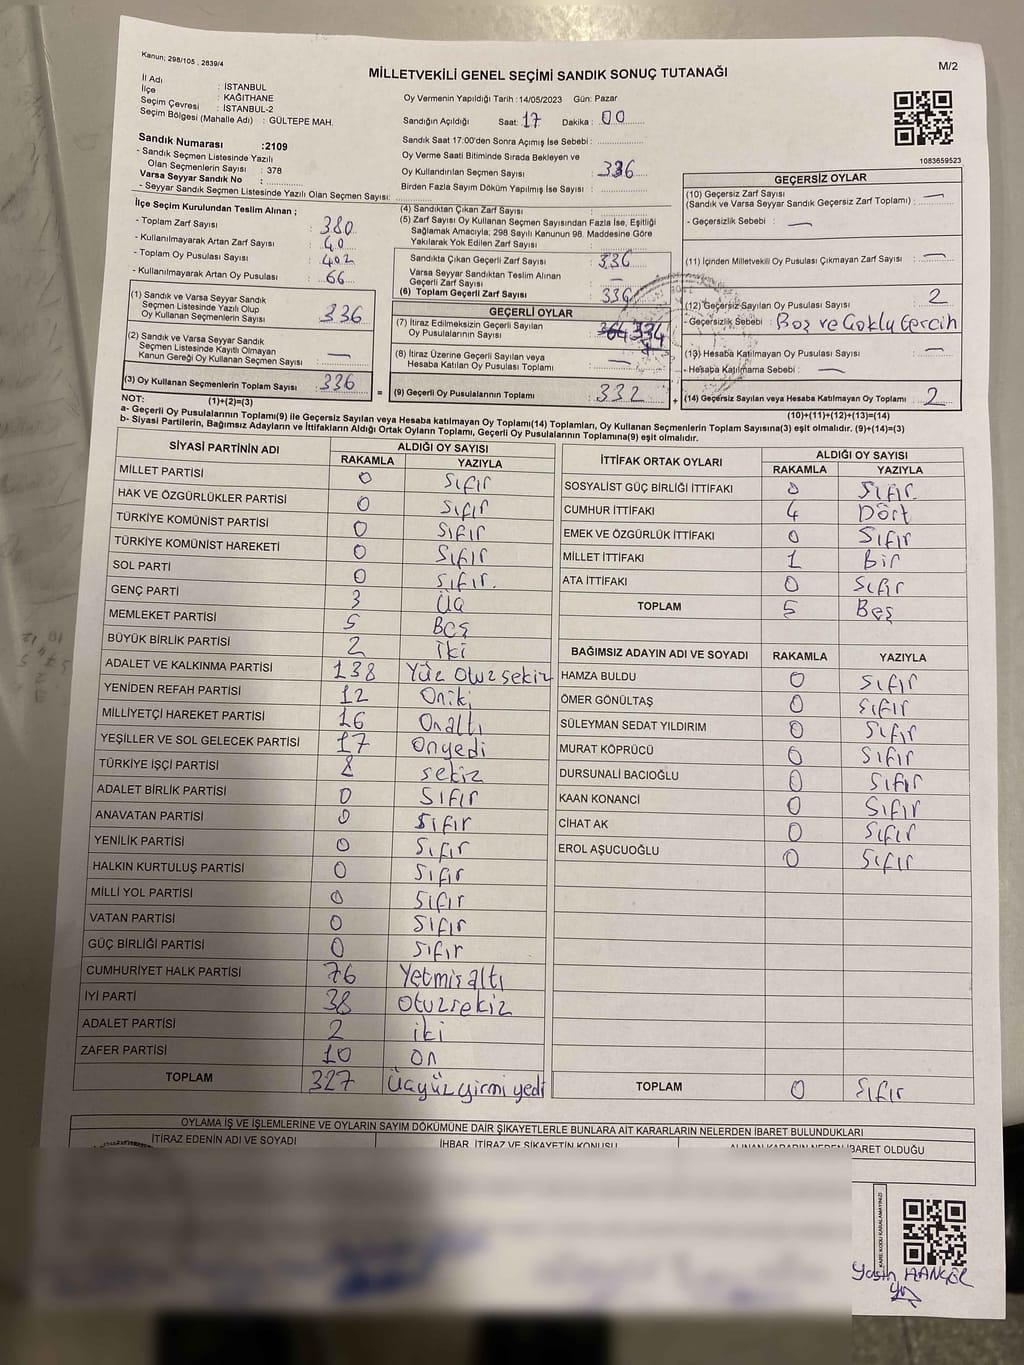 Kanun; 298/105 . 2839/4
MİLLETVEKİLİ GENEL SEÇİMİ SANDIK SONUÇ TUTANAĞI
M/2
İl Adı : İSTANBUL
İlçe : KAĞITHANE
Seçim Çevresi : İSTANBUL-2
Seçim Bölgesi (Mahalle Adı) : GÜLTEPE MAH.
Sandık Numarası :2109
- Sandık Seçmen Listesinde Yazılı
Olan Seçmenlerin Sayısı : 378
Varsa Seyyar Sandık No :
- Seyyar Sandık Seçmen Listesinde Yazılı Olan Seçmen Sayısı:
Oy Vermenin Yapıldığı Tarih :14/05/2023 Gün: Pazar
Sandığın Açıldığı Saat: 17 Dakika : 00
Sandık Saat 17:00'den Sonra Açımış İse Sebebi :
Oy Verme Saati Bitiminde Sırada Bekleyen ve
Oy Kullandırılan Seçmen Sayısı : 336
Birden Fazla Sayım Döküm Yapılmış İse Sayısı :
1083659523
İlçe Seçim Kurulundan Teslim Alınan ;
- Toplam Zarf Sayısı : 380
- Kullanılmayarak Artan Zarf Sayısı : 40
- Toplam Oy Pusulası Sayısı : 402
- Kullanılmayarak Artan Oy Pusulası : 66
(4) Sandıktan Çıkan Zarf Sayısı :
(5) Zarf Sayısı Oy Kullanan Seçmen Sayısından Fazla İse, Eşitliği
Sağlamak Amacıyla; 298 Sayılı Kanunun 98. Maddesine Göre
Yakılarak Yok Edilen Zarf Sayısı :
Sandıkta Çıkan Geçerli Zarf Sayısı : 336
Varsa Seyyar Sandıktan Teslim Alınan
Geçerli Zarf Sayısı :
(6) Toplam Geçerli Zarf Sayısı : 336
GEÇERSİZ OYLAR
(10) Geçersiz Zarf Sayısı
(Sandık ve Varsa Seyyar Sandık Geçersiz Zarf Toplamı) : —
- Geçersizlik Sebebi : —
(11) İçinden Milletvekili Oy Pusulası Çıkmayan Zarf Sayısı : —
(12) Geçersiz Sayılan Oy Pusulası Sayısı : 2
- Geçersizlik Sebebi : Boş ve Çoklu tercih
(13) Hesaba Katılmayan Oy Pusulası Sayısı : —
- Hesaba Katılmama Sebebi : —
(14) Geçersiz Sayılan veya Hesaba Katılmayan Oy Toplamı : 2
(10)+(11)+(12)+(13)=(14)
(1) Sandık ve Varsa Seyyar Sandık
Seçmen Listesinde Yazılı Olup
Oy Kullanan Seçmenlerin Sayısı : 336
(2) Sandık ve Varsa Seyyar Sandık
Seçmen Listesinde Kayıtlı Olmayan
Kanun Gereği Oy Kullanan Seçmen Sayısı : —
(3) Oy Kullanan Seçmenlerin Toplam Sayısı : 336 =
(1)+(2)=(3)
GEÇERLİ OYLAR
(7) İtiraz Edilmeksizin Geçerli Sayılan
Oy Pusulalarının Sayısı : 364 334
(8) İtiraz Üzerine Geçerli Sayılan veya
Hesaba Katılan Oy Pusulaları Toplamı : —
(9) Geçerli Oy Pusulalarının Toplamı : 332 +
NOT:
a- Geçerli Oy Pusulalarının Toplamı(9) ile Geçersiz Sayılan veya Hesaba katılmayan Oy Toplamı(14) Toplamları, Oy Kullanan Seçmenlerin Toplam Sayısına(3) eşit olmalıdır. (9)+(14)=(3)
b- Siyasi Partilerin, Bağımsız Adayların ve İttifakların Aldığı Ortak Oyların Toplamı, Geçerli Oy Pusulalarının Toplamına(9) eşit olmalıdır.
SİYASİ PARTİNİN ADI ALDIĞI OY SAYISI
RAKAMLA YAZIYLA
MİLLET PARTİSİ 0 sıfır
HAK VE ÖZGÜRLÜKLER PARTİSİ 0 sıfır
TÜRKİYE KOMÜNİST PARTİSİ 0 sıfır
TÜRKİYE KOMÜNİST HAREKETİ 0 sıfır
SOL PARTİ 0 sıfır.
GENÇ PARTİ 3 Üç
MEMLEKET PARTİSİ 5 Beş
BÜYÜK BİRLİK PARTİSİ 2 iki
ADALET VE KALKINMA PARTİSİ 138 Yüz Otuzsekiz
YENİDEN REFAH PARTİSİ 12 Oniki
MİLLİYETÇİ HAREKET PARTİSİ 16 Onaltı
YEŞİLLER VE SOL GELECEK PARTİSİ 17 Onyedi
TÜRKİYE İŞÇİ PARTİSİ 8 sekiz
ADALET BİRLİK PARTİSİ 0 sıfır
ANAVATAN PARTİSİ 0 sıfır
YENİLİK PARTİSİ 0 sıfır
HALKIN KURTULUŞ PARTİSİ 0 sıfır
MİLLİ YOL PARTİSİ 0 sıfır
VATAN PARTİSİ 0 sıfır
GÜÇ BİRLİĞİ PARTİSİ 0 sıfır
CUMHURİYET HALK PARTİSİ 76 Yetmişaltı
İYİ PARTİ 38 Otuzsekiz
ADALET PARTİSİ 2 iki
ZAFER PARTİSİ 10 on
TOPLAM 327 Üçyüzyirmi yedi
İTTİFAK ORTAK OYLARI ALDIĞI OY SAYISI
RAKAMLA YAZIYLA
SOSYALİST GÜÇ BİRLİĞİ İTTİFAKI 0 sıfır
CUMHUR İTTİFAKI 4 Dört
EMEK VE ÖZGÜRLÜK İTTİFAKI 0 sıfır
MİLLET İTTİFAKI 1 Bir
ATA İTTİFAKI 0 sıfır
TOPLAM 5 Beş
BAĞIMSIZ ADAYIN ADI VE SOYADI RAKAMLA YAZIYLA
HAMZA BULDU 0 sıfır
ÖMER GÖNÜLTAŞ 0 sıfır
SÜLEYMAN SEDAT YILDIRIM 0 sıfır
MURAT KÖPRÜCÜ 0 sıfır
DURSUNALİ BACIOĞLU 0 sıfır
KAAN KONANCİ 0 sıfır
CİHAT AK 0 sıfır
EROL AŞUCUOĞLU 0 sıfır
TOPLAM 0 sıfır
OYLAMA İŞ VE İŞLEMLERİNE VE OYLARIN SAYIM DÖKÜMÜNE DAİR ŞİKAYETLERLE BUNLARA AİT KARARLARIN NELERDEN İBARET BULUNDUKLARI
İTİRAZ EDENİN ADI VE SOYADI İHBAR, İTİRAZ VE ŞİKAYETİN KONUSU ALINAN KARARIN NEDEN İBARET OLDUĞU
KARE KODU KARALAMAYINIZ!
Yasin